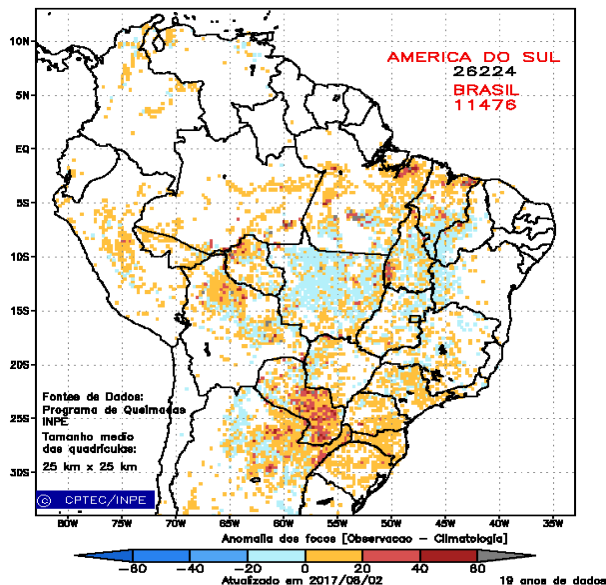 10N
5N
EQ
5S
10S
15S
20S
25S
30S
AMERICA DO SUL
26224
BRASIL
11476
Fontes de Dados:
Programa de Queimadas
INPE
Tamanho medio
das quadrículas:
25 km x 25 km
© CPTEC/INPE
80W 75W 70W 65W 60W 55W 50W 45W 40W 35W
Anomalia dos focos [Observacao - Climatologia]
-60 -40 -20 0 20 40 60
Atualizado em 2017/06/02
19 anos de dados